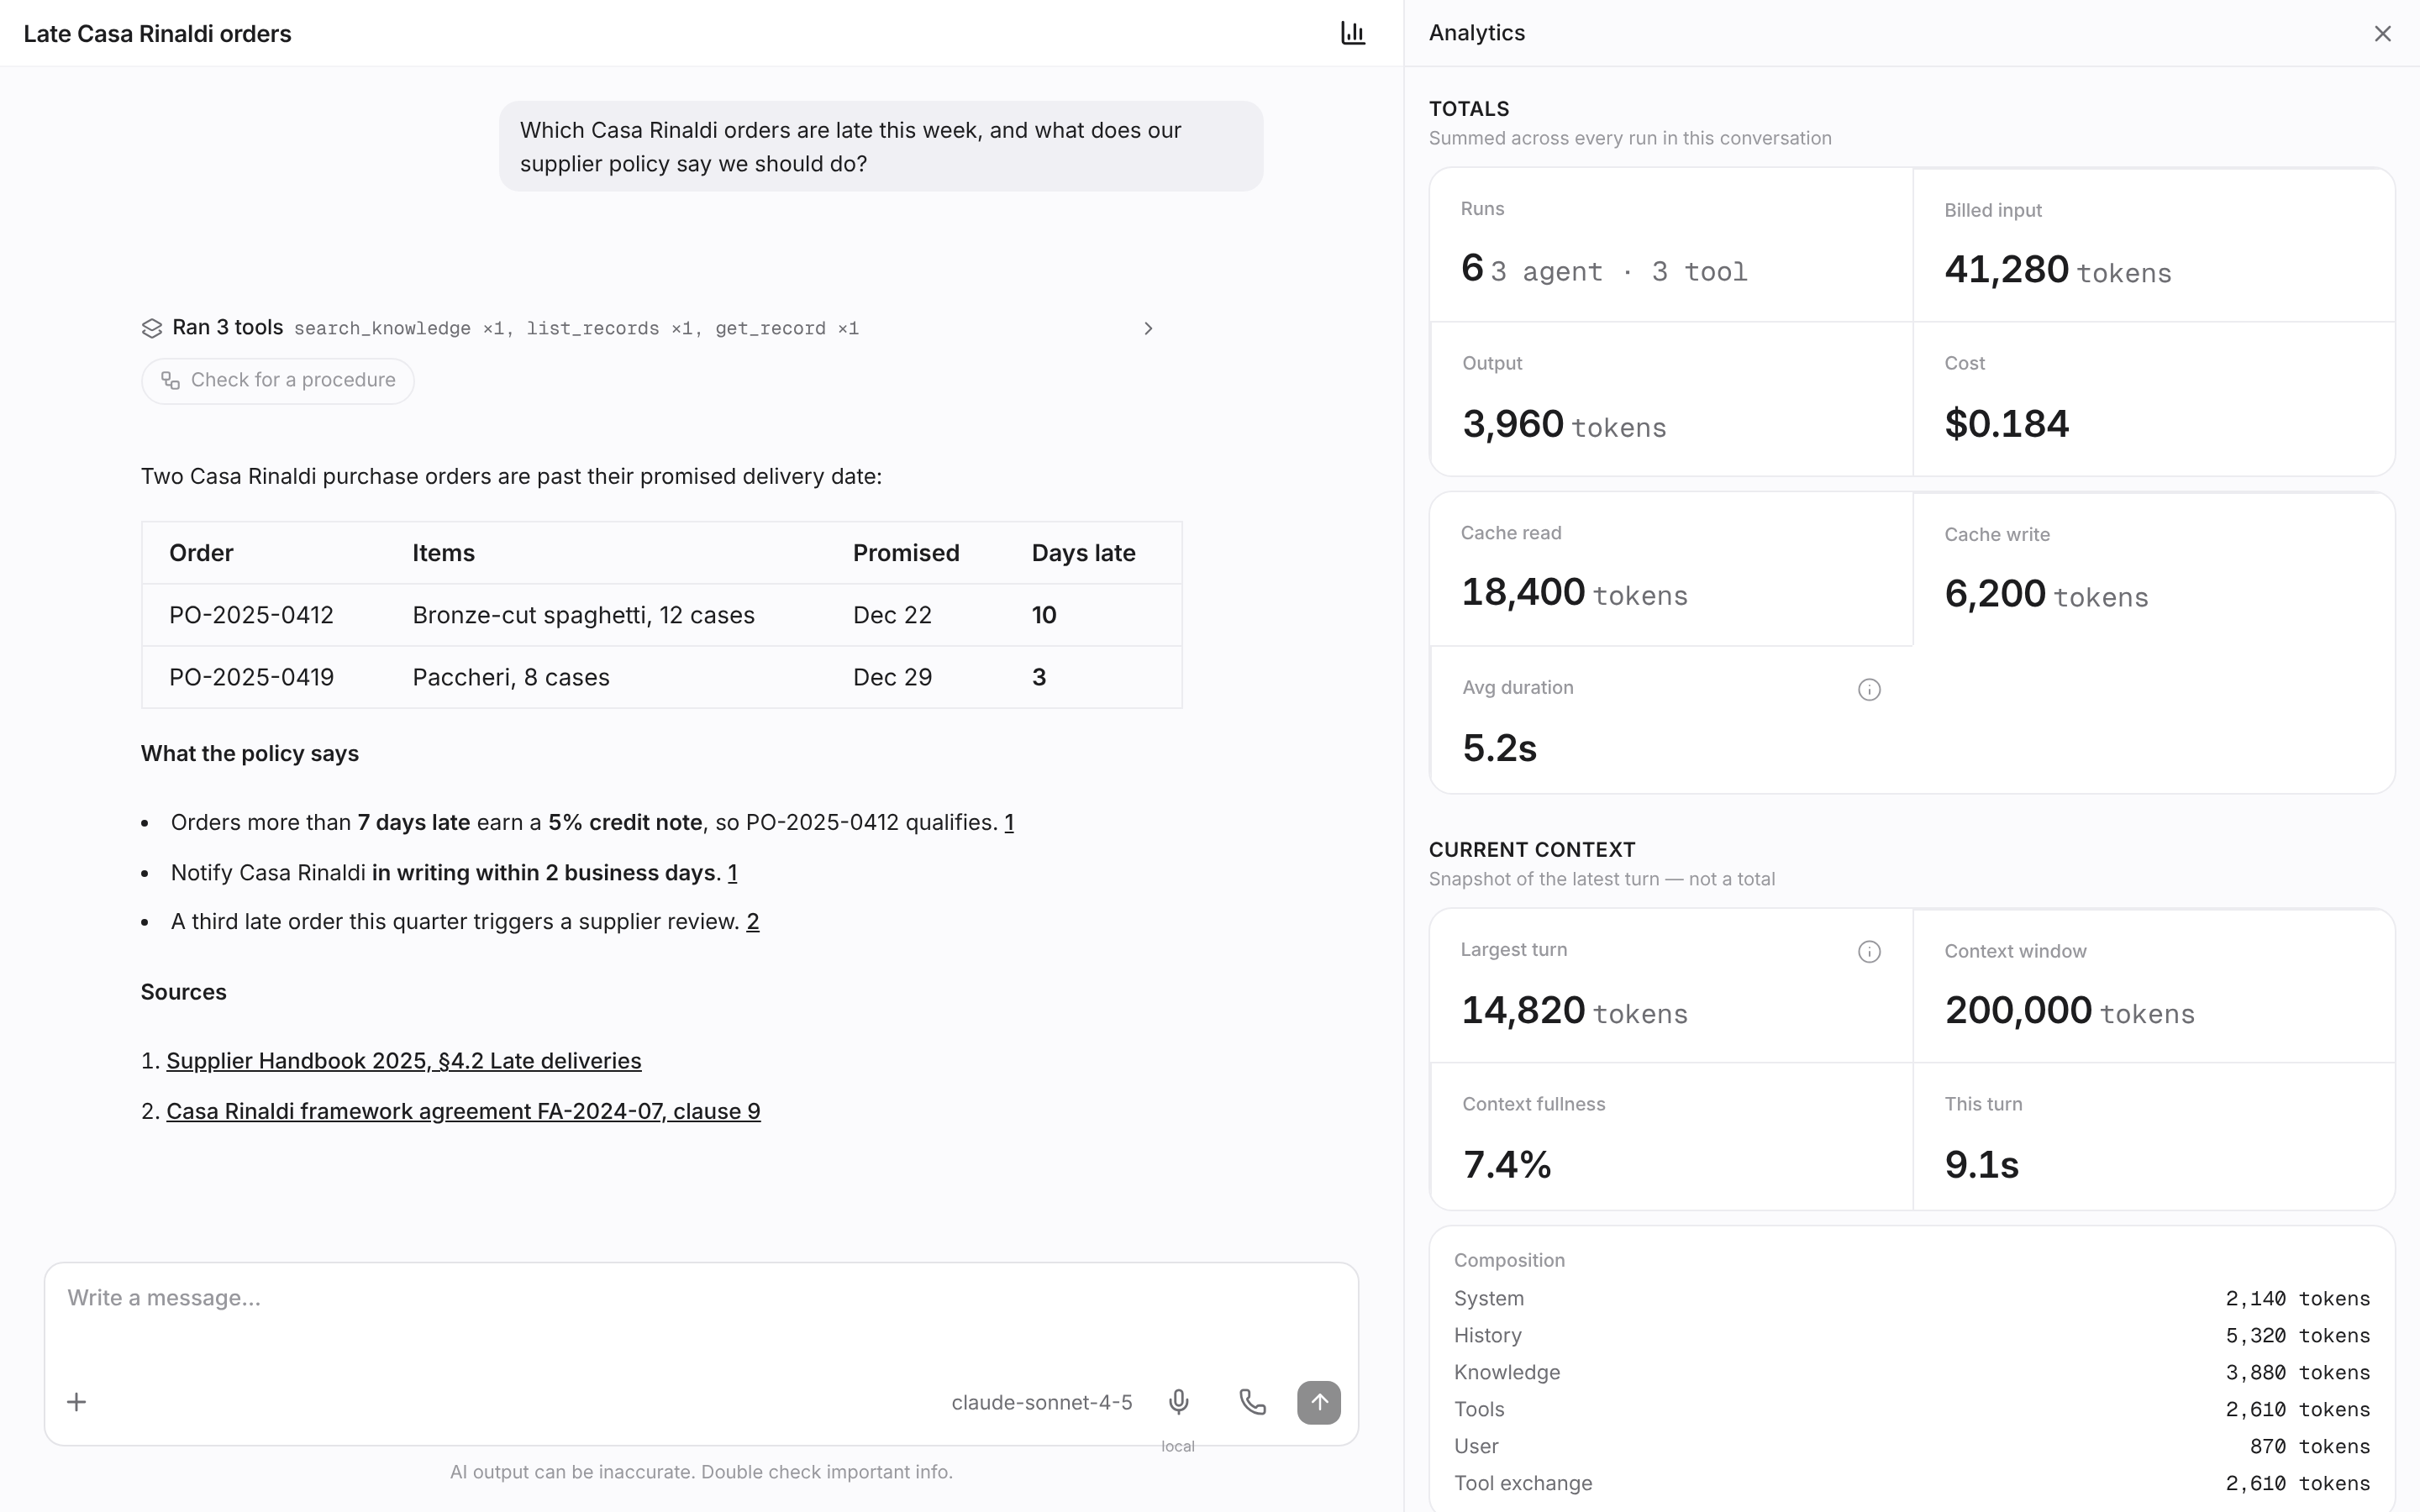 Late Casa Rinaldi orders
Which Casa Rinaldi orders are late this week, and what does our
supplier policy say we should do?
Ran 3 tools search_knowledge ×1, list_records ×1, get_record ×1
Check for a procedure
Two Casa Rinaldi purchase orders are past their promised delivery date:
Order Items Promised Days late
PO-2025-0412 Bronze-cut spaghetti, 12 cases Dec 22 10
PO-2025-0419 Paccheri, 8 cases Dec 29 3
What the policy says
• Orders more than 7 days late earn a 5% credit note, so PO-2025-0412 qualifies. 1
• Notify Casa Rinaldi in writing within 2 business days. 1
• A third late order this quarter triggers a supplier review. 2
Sources
1. Supplier Handbook 2025, §4.2 Late deliveries
2. Casa Rinaldi framework agreement FA-2024-07, clause 9
Write a message...
claude-sonnet-4-5
local
AI output can be inaccurate. Double check important info.
Analytics
TOTALS
Summed across every run in this conversation
Runs
6 3 agent · 3 tool
Billed input
41,280 tokens
Output
3,960 tokens
Cost
$0.184
Cache read
18,400 tokens
Cache write
6,200 tokens
Avg duration
5.2s
CURRENT CONTEXT
Snapshot of the latest turn — not a total
Largest turn
14,820 tokens
Context window
200,000 tokens
Context fullness
7.4%
This turn
9.1s
Composition
System 2,140 tokens
History 5,320 tokens
Knowledge 3,880 tokens
Tools 2,610 tokens
User 870 tokens
Tool exchange 2,610 tokens